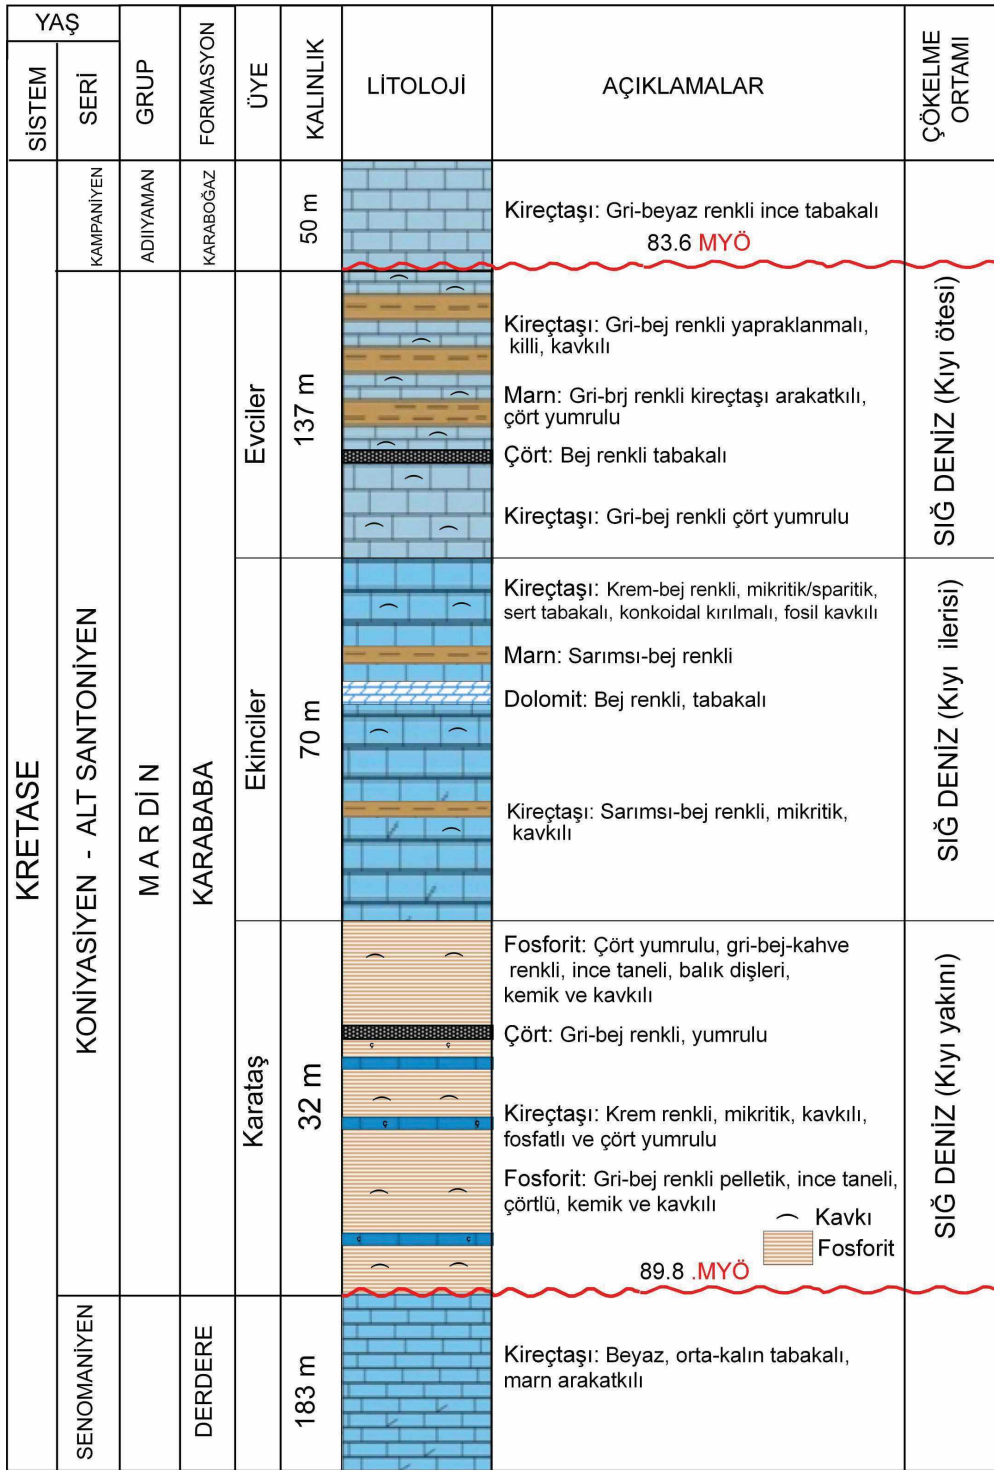 YAŞ
SİSTEM
SERİ
GRUP
FORMASYON
ÜYE
KALINLIK
LİTOLOJİ
AÇIKLAMALAR
ÇÖKELME
ORTAMI
KRETASE
KAMPANİYEN
ADIIYAMAN
KARABOĞAZ
50 m
Kireçtaşı: Gri-beyaz renkli ince tabakalı
83.6 MYÖ
KONİYASİYEN - ALT SANTONİYEN
MARDİN
KARABABA
Evciler
137 m
Kireçtaşı: Gri-bej renkli yapraklanmalı,
killi, kavkılı
Marn: Gri-brj renkli kireçtaşı arakatkılı,
çört yumrulu
Çört: Bej renkli tabakalı
Kireçtaşı: Gri-bej renkli çört yumrulu
SIĞ DENİZ (Kıyı ötesi)
Ekinciler
70 m
Kireçtaşı: Krem-bej renkli, mikritik/sparitik,
sert tabakalı, konkoidal kırılmalı, fosil kavkılı
Marn: Sarımsı-bej renkli
Dolomit: Bej renkli, tabakalı
Kireçtaşı: Sarımsı-bej renkli, mikritik,
kavkılı
SIĞ DENİZ (Kıyı ilerisi)
Karataş
32 m
Fosforit: Çört yumrulu, gri-bej-kahve
renkli, ince taneli, balık dişleri,
kemik ve kavkılı
Çört: Gri-bej renkli, yumrulu
ç ç
Kireçtaşı: Krem renkli, mikritik, kavkılı,
fosfatlı ve çört yumrulu
ç ç
Fosforit: Gri-bej renkli pelletik, ince taneli,
çörtlü, kemik ve kavkılı
Kavkı
Fosforit
ç ç
89.8 .MYÖ
SIĞ DENİZ (Kıyı yakını)
SENOMANİYEN
DERDERE
183 m
Kireçtaşı: Beyaz, orta-kalın tabakalı,
marn arakatkılı